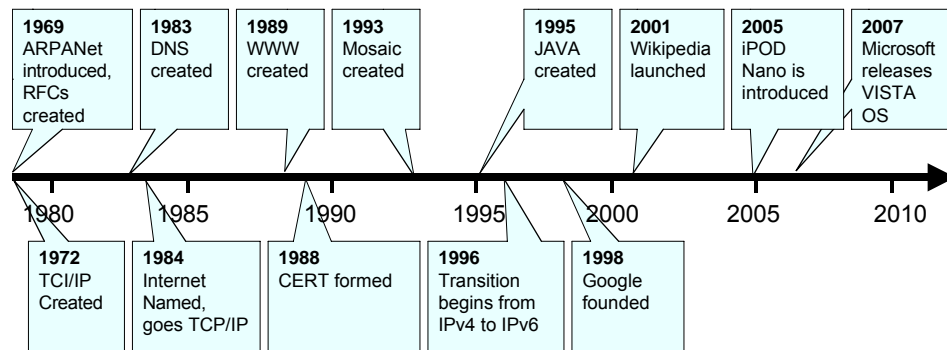 1969
ARPANet
introduced,
RFCs
created
1983
DNS
created
1989
WWW
created
1993
Mosaic
created
1995
JAVA
created
2001
Wikipedia
launched
2005
iPOD
Nano is
introduced
2007
Microsoft
releases
VISTA
OS
1980
1985
1990
1995
2000
2005
2010
1972
TCI/IP
Created
1984
Internet
Named,
goes TCP/IP
1988
CERT formed
1996
Transition
begins from
IPv4 to IPv6
1998
Google
founded